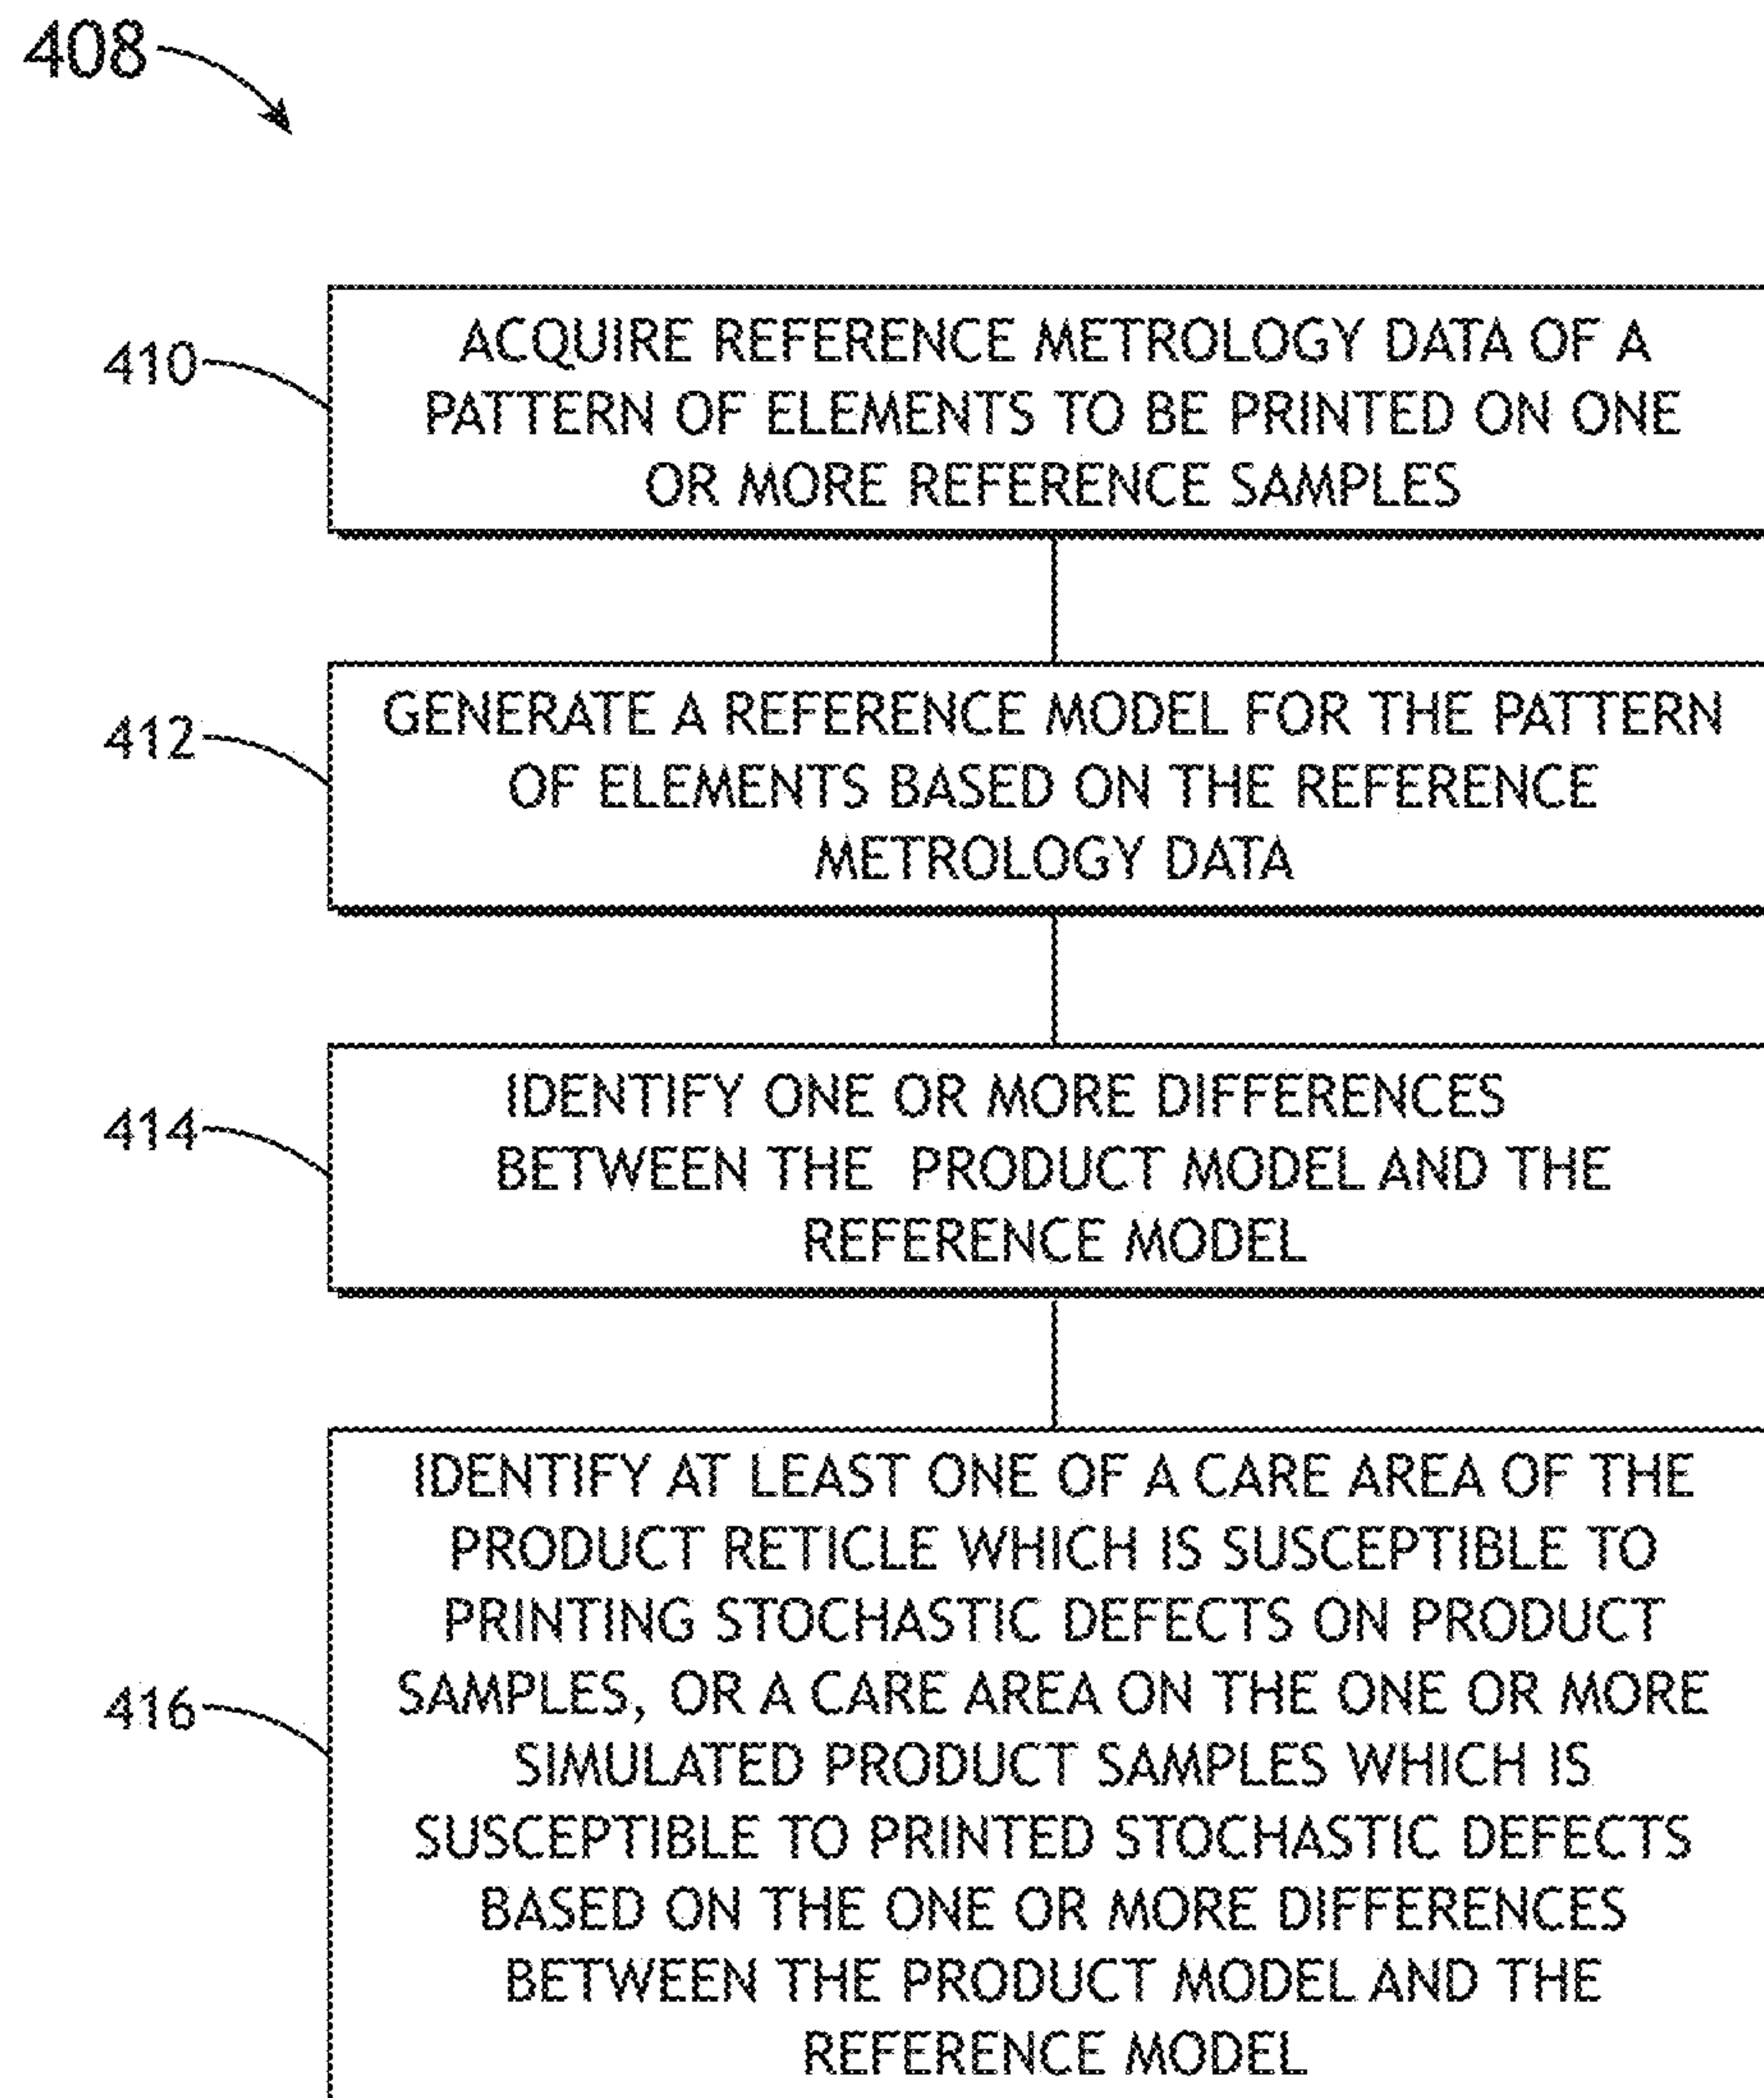 408
410
ACQUIRE REFERENCE METROLOGY DATA OF A
PATTERN OF ELEMENTS TO BE PRINTED ON ONE
OR MORE REFERENCE SAMPLES
412
GENERATE A REFERENCE MODEL FOR THE PATTERN
OF ELEMENTS BASED ON THE REFERENCE
METROLOGY DATA
414
IDENTIFY ONE OR MORE DIFFERENCES
BETWEEN THE PRODUCT MODEL AND THE
REFERENCE MODEL
416
IDENTIFY AT LEAST ONE OF A CARE AREA OF THE
PRODUCT RETICLE WHICH IS SUSCEPTIBLE TO
PRINTING STOCHASTIC DEFECTS ON PRODUCT
SAMPLES, OR A CARE AREA ON THE ONE OR MORE
SIMULATED PRODUCT SAMPLES WHICH IS
SUSCEPTIBLE TO PRINTED STOCHASTIC DEFECTS
BASED ON THE ONE OR MORE DIFFERENCES
BETWEEN THE PRODUCT MODEL AND THE
REFERENCE MODEL